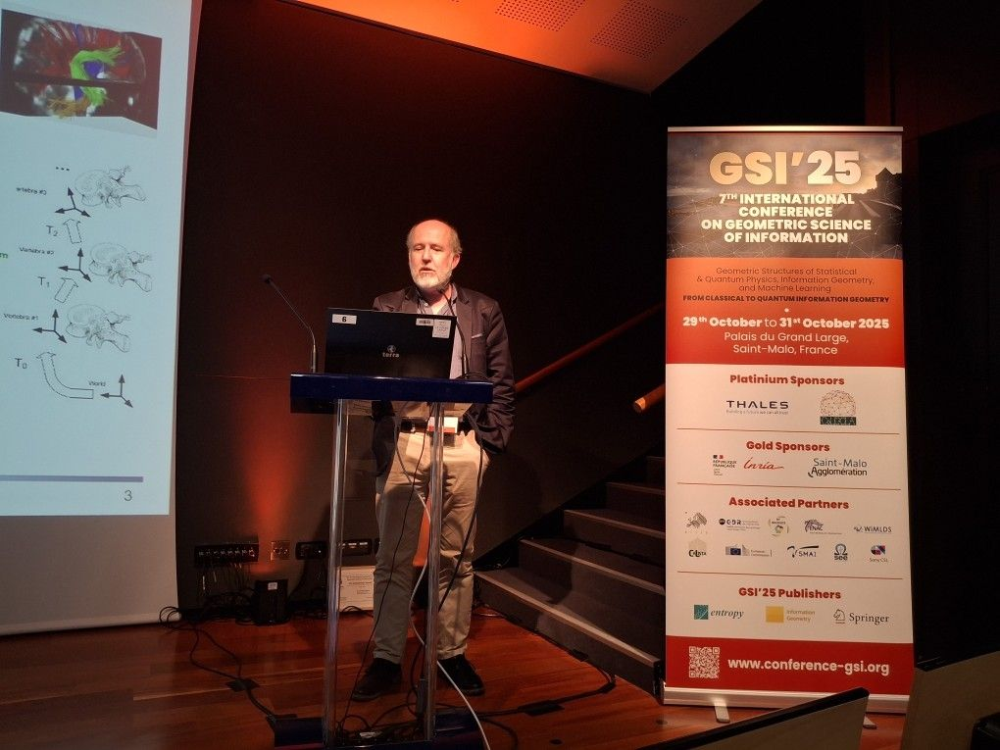 ...
T₂
Vertebra #2
T₁
Vertebra #1
T₀
World
3
6
terra
GSI'25
7TH INTERNATIONAL
CONFERENCE
ON GEOMETRIC SCIENCE
OF INFORMATION
Geometric Structures of Statistical
& Quantum Physics, Information Geometry,
and Machine Learning
FROM CLASSICAL TO QUANTUM INFORMATION GEOMETRY
29th October to 31st October 2025
Palais du Grand Large,
Saint-Malo, France
Platinium Sponsors
THALES
Building a future we can all trust
Gold Sponsors
RÉPUBLIQUE
FRANÇAISE
Inria
Saint-Malo
Agglomération
Associated Partners
GDR
ENAC
WiMLDS
CaLISTA
SMAI
see
Sony CSL
GSI'25 Publishers
entropy
Information
Geometry
Springer
www.conference-gsi.org